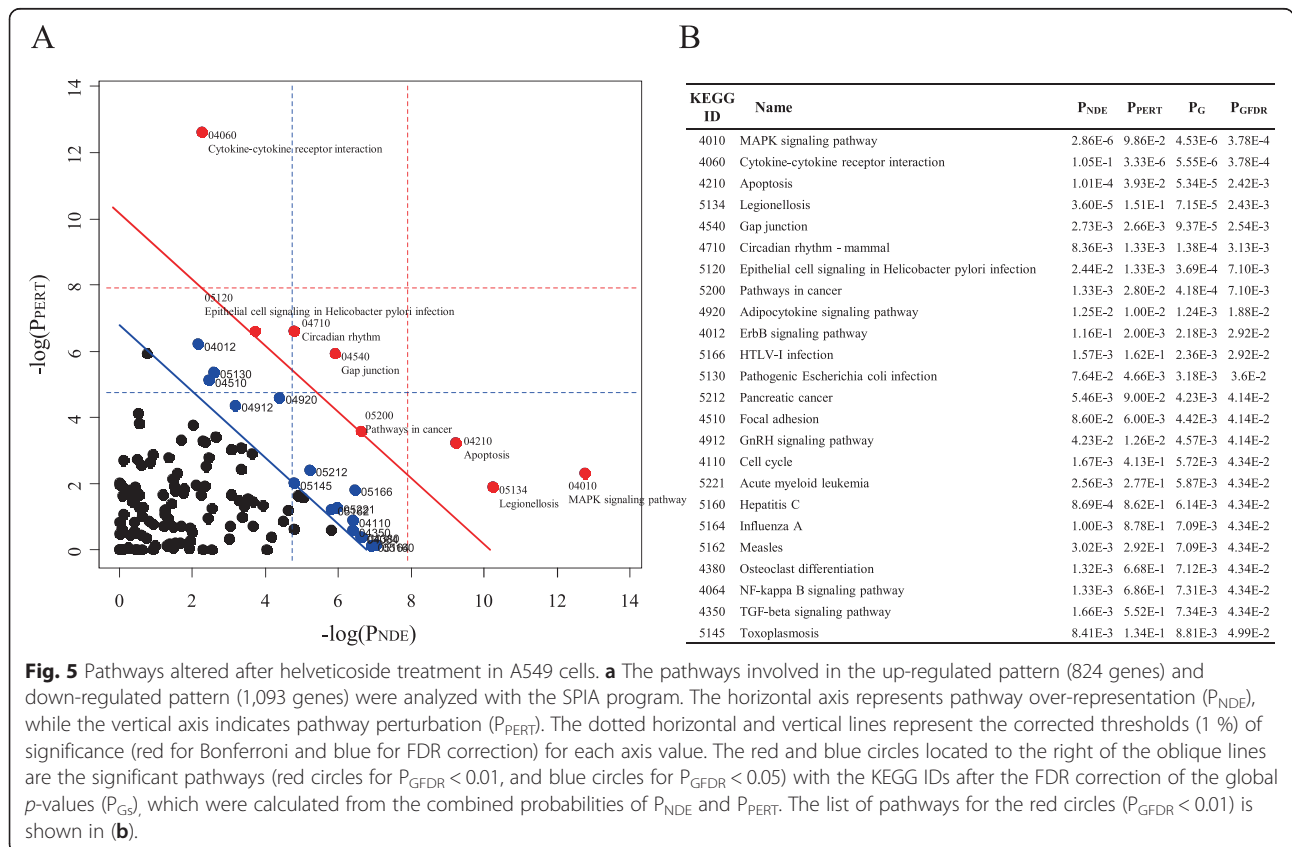 A
B
14
12
10
8
6
4
2
0
-log(PPERT)
04060
Cytokine-cytokine receptor interaction
05120
Epithelial cell signaling in Helicobacter pylori infection
04710
Circadian rhythm
04540
Gap junction
04012
05130
04510
04920
04912
05200
Pathways in cancer
04210
Apoptosis
05212
05145
05166
05134
Legionellosis
04010
MAPK signaling pathway
04110
0 2 4 6 8 10 12 14
-log(PNDE)
KEGG ID Name PNDE PPERT PG PGFDR
4010 MAPK signaling pathway 2.86E-6 9.86E-2 4.53E-6 3.78E-4
4060 Cytokine-cytokine receptor interaction 1.05E-1 3.33E-6 5.55E-6 3.78E-4
4210 Apoptosis 1.01E-4 3.93E-2 5.34E-5 2.42E-3
5134 Legionellosis 3.60E-5 1.51E-1 7.15E-5 2.43E-3
4540 Gap junction 2.73E-3 2.66E-3 9.37E-5 2.54E-3
4710 Circadian rhythm - mammal 8.36E-3 1.33E-3 1.38E-4 3.13E-3
5120 Epithelial cell signaling in Helicobacter pylori infection 2.44E-2 1.33E-3 3.69E-4 7.10E-3
5200 Pathways in cancer 1.33E-3 2.80E-2 4.18E-4 7.10E-3
4920 Adipocytokine signaling pathway 1.25E-2 1.00E-2 1.24E-3 1.88E-2
4012 ErbB signaling pathway 1.16E-1 2.00E-3 2.18E-3 2.92E-2
5166 HTLV-I infection 1.57E-3 1.62E-1 2.36E-3 2.92E-2
5130 Pathogenic Escherichia coli infection 7.64E-2 4.66E-3 3.18E-3 3.6E-2
5212 Pancreatic cancer 5.46E-3 9.00E-2 4.23E-3 4.14E-2
4510 Focal adhesion 8.60E-2 6.00E-3 4.42E-3 4.14E-2
4912 GnRH signaling pathway 4.23E-2 1.26E-2 4.57E-3 4.14E-2
4110 Cell cycle 1.67E-3 4.13E-1 5.72E-3 4.34E-2
5221 Acute myeloid leukemia 2.56E-3 2.77E-1 5.87E-3 4.34E-2
5160 Hepatitis C 8.69E-4 8.62E-1 6.14E-3 4.34E-2
5164 Influenza A 1.00E-3 8.78E-1 7.09E-3 4.34E-2
5162 Measles 3.02E-3 2.92E-1 7.09E-3 4.34E-2
4380 Osteoclast differentiation 1.32E-3 6.68E-1 7.12E-3 4.34E-2
4064 NF-kappa B signaling pathway 1.33E-3 6.86E-1 7.31E-3 4.34E-2
4350 TGF-beta signaling pathway 1.66E-3 5.52E-1 7.34E-3 4.34E-2
5145 Toxoplasmosis 8.41E-3 1.34E-1 8.81E-3 4.99E-2
Fig. 5 Pathways altered after helveticoside treatment in A549 cells. a The pathways involved in the up-regulated pattern (824 genes) and
down-regulated pattern (1,093 genes) were analyzed with the SPIA program. The horizontal axis represents pathway over-representation (PNDE),
while the vertical axis indicates pathway perturbation (PPERT). The dotted horizontal and vertical lines represent the corrected thresholds (1 %) of
significance (red for Bonferroni and blue for FDR correction) for each axis value. The red and blue circles located to the right of the oblique lines
are the significant pathways (red circles for PGFDR < 0.01, and blue circles for PGFDR < 0.05) with the KEGG IDs after the FDR correction of the global
p-values (PGs), which were calculated from the combined probabilities of PNDE and PPERT. The list of pathways for the red circles (PGFDR < 0.01) is
shown in (b).